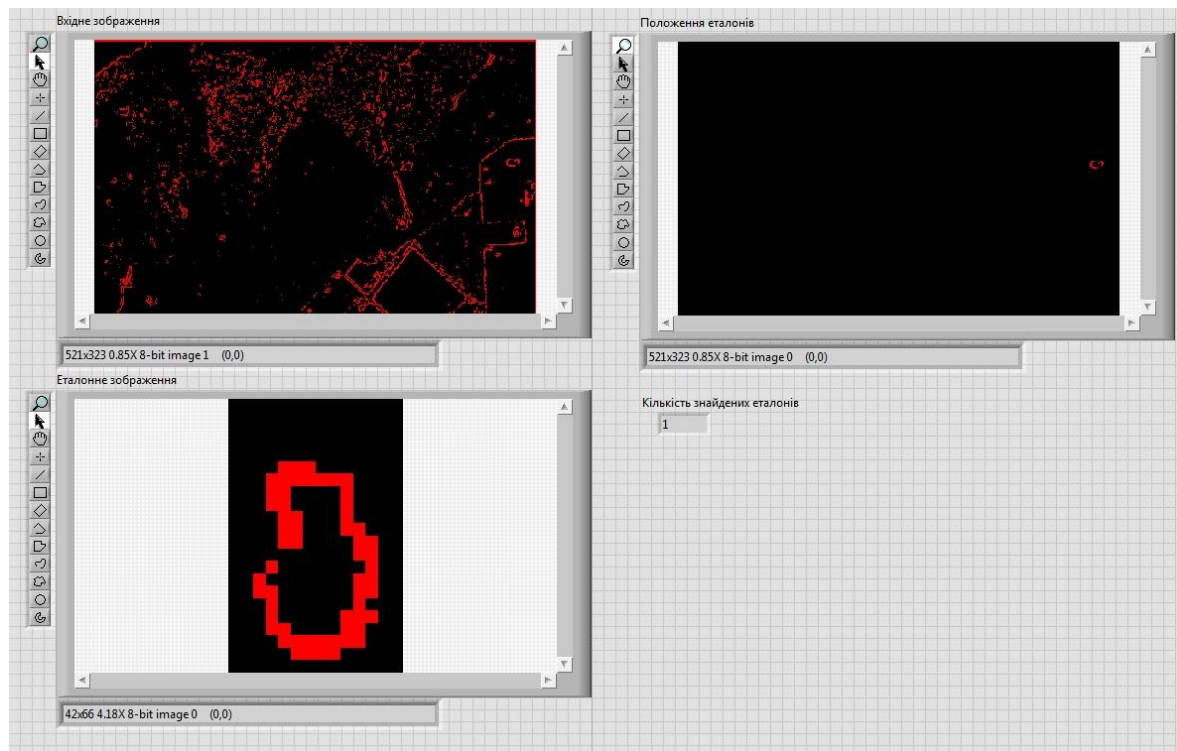 Вхідне зображення
521x323 0.85X 8-bit image 1 (0,0)
Положення еталонів
521x323 0.85X 8-bit image 0 (0,0)
Еталонне зображення
42x66 4.18X 8-bit image 0 (0,0)
Кількість знайдених еталонів
1